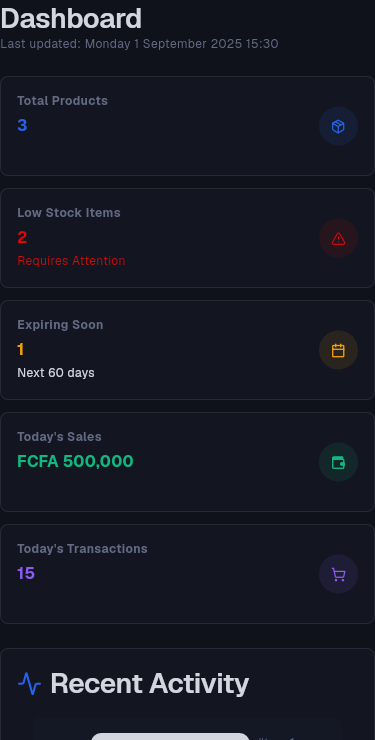 Dashboard
Last updated: Monday 1 September 2025 15:30
Total Products
3
Low Stock Items
2
Requires Attention
Expiring Soon
1
Next 60 days
Today's Sales
FCFA 500,000
Today's Transactions
15
Recent Activity